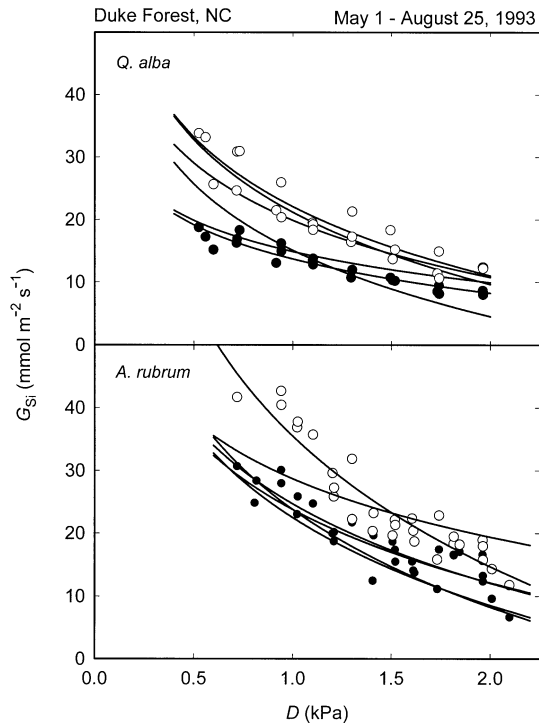 Duke Forest, NC May 1 - August 25, 1993
Q. alba
40
30
20
10
0
A. rubrum
40
30
20
10
0
0.0 0.5 1.0 1.5 2.0
G_Si (mmol m⁻² s⁻¹)
D (kPa)